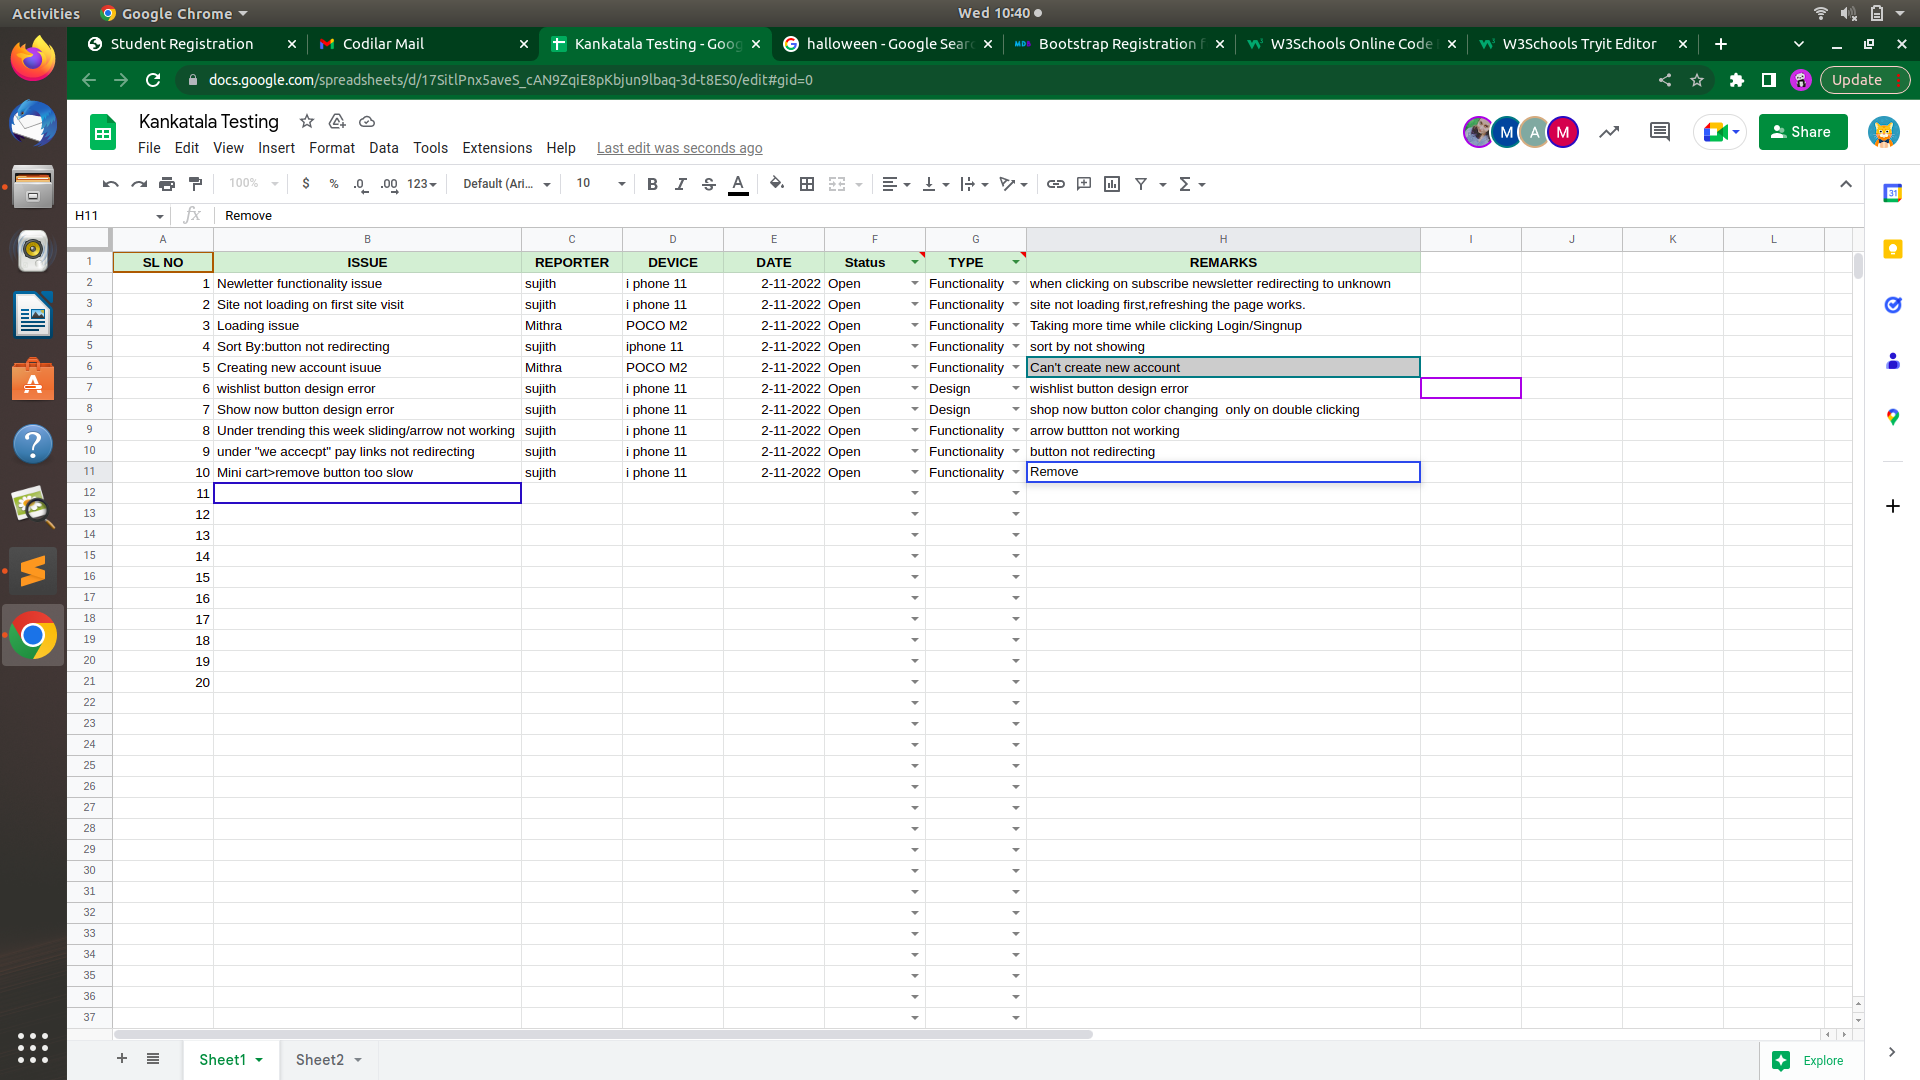 Activities
Google Chrome
Wed 10:40
Student Registration
Codilar Mail
Kankatala Testing - Goog
halloween - Google Sear
Bootstrap Registration f
W3Schools Online Code
W3Schools Tryit Editor
docs.google.com/spreadsheets/d/17SitlPnx5aveS_cAN9ZqiE8pKbjun9lbaq-3d-t8ES0/edit#gid=0
Update
Kankatala Testing
File Edit View Insert Format Data Tools Extensions Help Last edit was seconds ago
M A M
Share
100% $ % .0 .00 123 Default (Ari... 10 B I S A
H11 fx Remove
A B C D E F G H I J K L
1 SL NO ISSUE REPORTER DEVICE DATE Status TYPE REMARKS
2 1 Newletter functionality issue sujith i phone 11 2-11-2022 Open Functionality when clicking on subscribe newsletter redirecting to unknown
3 2 Site not loading on first site visit sujith i phone 11 2-11-2022 Open Functionality site not loading first,refreshing the page works.
4 3 Loading issue Mithra POCO M2 2-11-2022 Open Functionality Taking more time while clicking Login/Singnup
5 4 Sort By:button not redirecting sujith iphone 11 2-11-2022 Open Functionality sort by not showing
6 5 Creating new account isuue Mithra POCO M2 2-11-2022 Open Functionality Can't create new account
7 6 wishlist button design error sujith i phone 11 2-11-2022 Open Design wishlist button design error
8 7 Show now button design error sujith i phone 11 2-11-2022 Open Design shop now button color changing  only on double clicking
9 8 Under trending this week sliding/arrow not working sujith i phone 11 2-11-2022 Open Functionality arrow buttton not working
10 9 under "we accecpt" pay links not redirecting sujith i phone 11 2-11-2022 Open Functionality button not redirecting
11 10 Mini cart>remove button too slow sujith i phone 11 2-11-2022 Open Functionality Remove
12 11
13 12
14 13
15 14
16 15
17 16
18 17
19 18
20 19
21 20
22
23
24
25
26
27
28
29
30
31
32
33
34
35
36
37
Sheet1
Sheet2
Explore